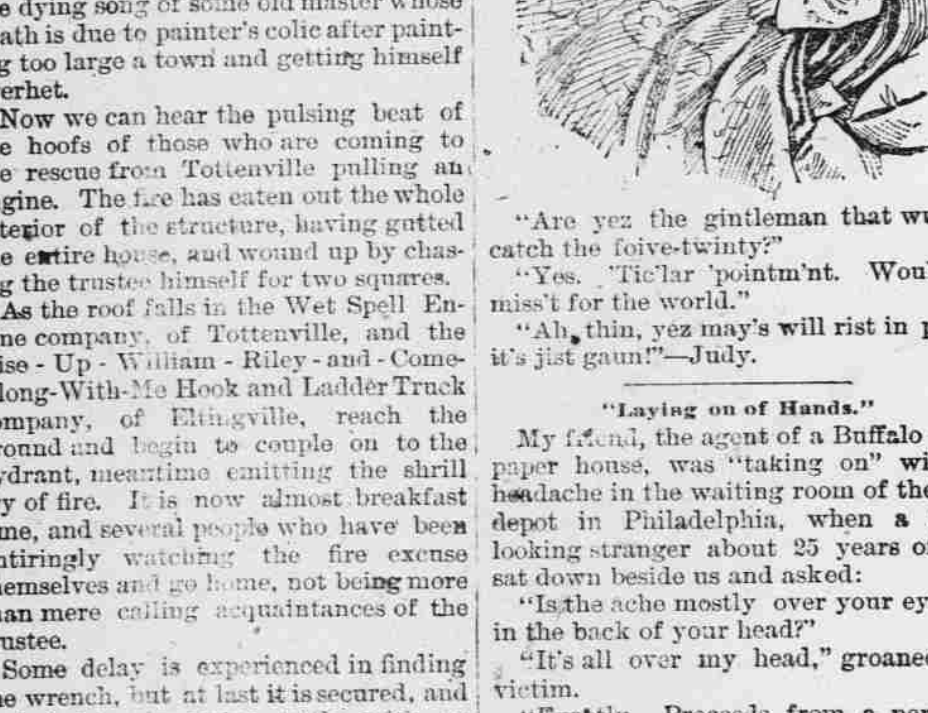 e dying song of some old master whose
ath is due to painter's colic after paint-
g too large a town and getting himself
erhet.
Now we can hear the pulsing beat of
e hoofs of those who are coming to
e rescue from Tottenville pulling an
gine. The fire has eaten out the whole
terior of the structure, having gutted
e entire house, and wound up by chas-
g the trustee himself for two squares.
As the roof falls in the Wet Spell En-
ne company, of Tottenville, and the
ise - Up - William - Riley - and - Come-
long-With-Me Hook and Ladder Truck
ompany, of Eltingville, reach the
round and begin to couple on to the
ydrant, meantime emitting the shrill
ry of fire. It is now almost breakfast
me, and several people who have been
ntiringly watching the fire excuse
hemselves and go home, not being more
an mere calling acquaintances of the
rustee.
Some delay is experienced in finding
he wrench, but at last it is secured, and
"Are yez the gintleman that w
catch the foive-twinty?"
"Yes. 'Tic'lar 'pointm'nt. Wou
miss't for the world."
"Ah, thin, yez may's will rist in p
it's jist gaun!"—Judy.
"Laying on of Hands."
My friend, the agent of a Buffalo
paper house, was "taking on" wi
headache in the waiting room of the
depot in Philadelphia, when a
looking stranger about 25 years o
sat down beside us and asked:
"Is the ache mostly over your ey
in the back of your head?"
"It's all over my head," groaned
victim.